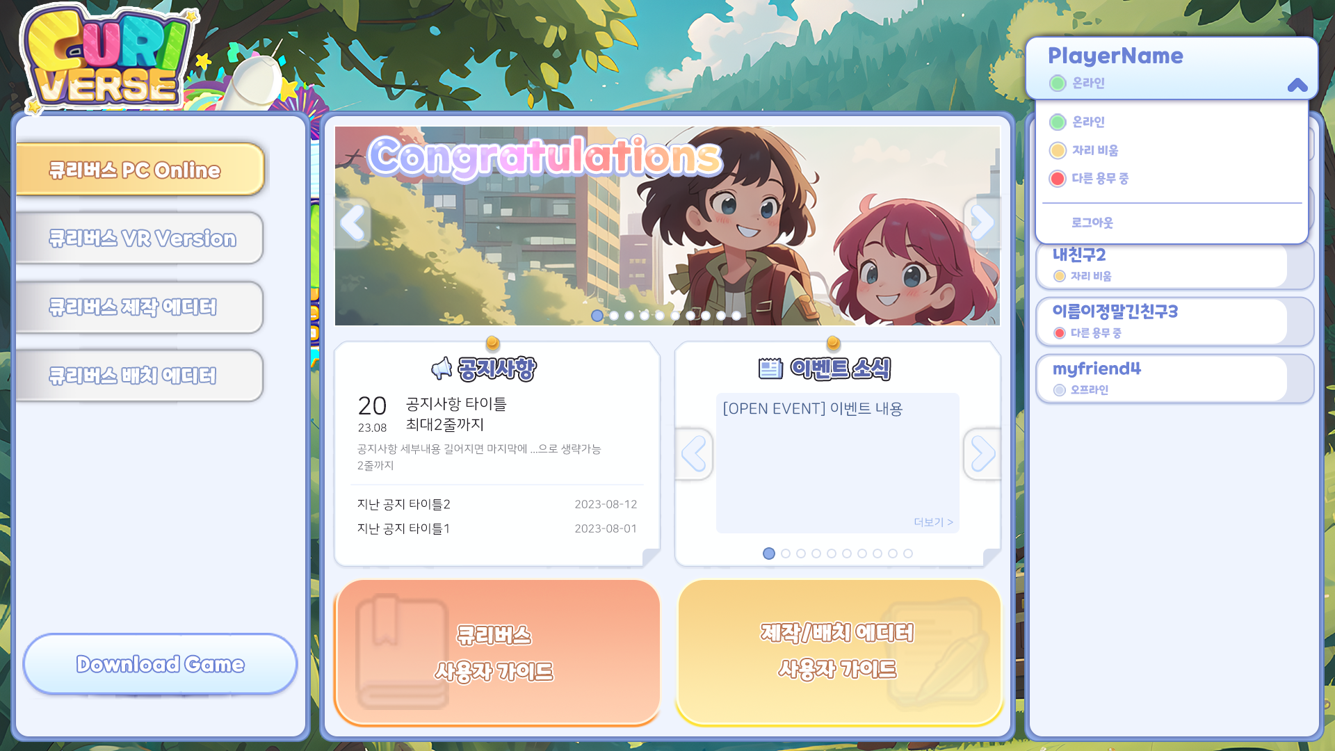 CURI
VERSE
큐리버스 PC Online
큐리버스 VR Version
큐리버스 제작 에디터
큐리버스 배치 에디터
Download Game
Congratulations
공지사항
20
23.08
공지사항 타이틀
최대2줄까지
공지사항 세부내용 길어지면 마지막에 ...으로 생략가능
2줄까지
지난 공지 타이틀2 2023-08-12
지난 공지 타이틀1 2023-08-01
이벤트 소식
[OPEN EVENT] 이벤트 내용
더보기 >
큐리버스
사용자 가이드
제작/배치 에디터
사용자 가이드
PlayerName
온라인
온라인
자리 비움
다른 용무 중
로그아웃
내친구2
자리 비움
이름이정말긴친구3
다른 용무 중
myfriend4
오프라인